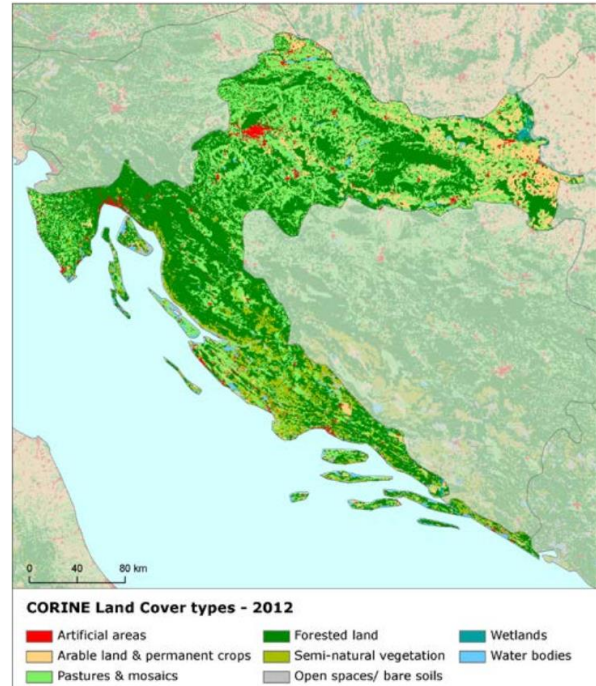 0 40 80 km
CORINE Land Cover types - 2012
Artificial areas
Arable land & permanent crops
Pastures & mosaics
Forested land
Semi-natural vegetation
Open spaces/ bare soils
Wetlands
Water bodies